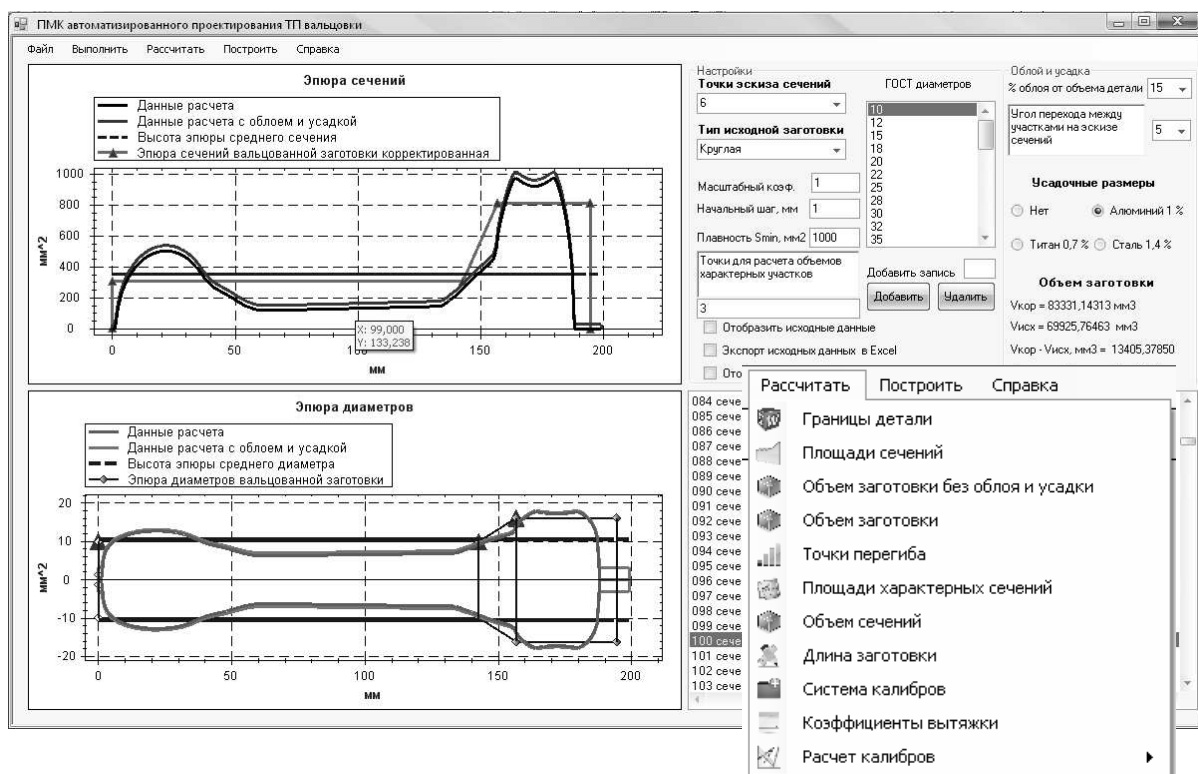 ПМК автоматизированного проектирования ТП вальцовки
Файл Выполнить Рассчитать Построить Справка
Эпюра сечений
Данные расчета
Данные расчета с облоем и усадкой
Высота эпюры среднего сечения
Эпюра сечений вальцованной заготовки корректированная
мм^2
1000
800
600
400
200
0
X: 99,000
Y: 133,238
0 50 100 150 200
мм
Эпюра диаметров
Данные расчета
Данные расчета с облоем и усадкой
Высота эпюры среднего диаметра
Эпюра диаметров вальцованной заготовки
мм^2
20
10
0
-10
-20
0 50 100 150 200
мм
Настройки
Точки эскиза сечений
6
Тип исходной заготовки
Круглая
Масштабный коэф. 1
Начальный шаг, мм 1
Плавность Smin, мм2 1000
Точки для расчета объемов
характерных участков
3
Отобразить исходные данные
Экспорт исходных данных в Excel
Ото
ГОСТ диаметров
10
12
15
18
20
22
25
28
30
32
35
Добавить запись
Добавить Удалить
Облой и усадка
% облоя от объема детали 15
Угол перехода между
участками на эскизе
сечений
5
Усадочные размеры
Нет Алюминий 1 %
Титан 0,7 % Сталь 1,4 %
Объем заготовки
Vкор = 83331,14313 мм3
Vисх = 69925,76463 мм3
Vкор - Vисх, мм3 = 13405,37850
084 сече
085 сече
086 сече
087 сече
088 сече
089 сече
090 сече
091 сече
092 сече
093 сече
094 сече
095 сече
096 сече
097 сече
098 сече
099 сече
100 сече
101 сече
102 сече
103 сече
Рассчитать Построить Справка
Границы детали
Площади сечений
Объем заготовки без облоя и усадки
Объем заготовки
Точки перегиба
Площади характерных сечений
Объем сечений
Длина заготовки
Система калибров
Коэффициенты вытяжки
Расчет калибров